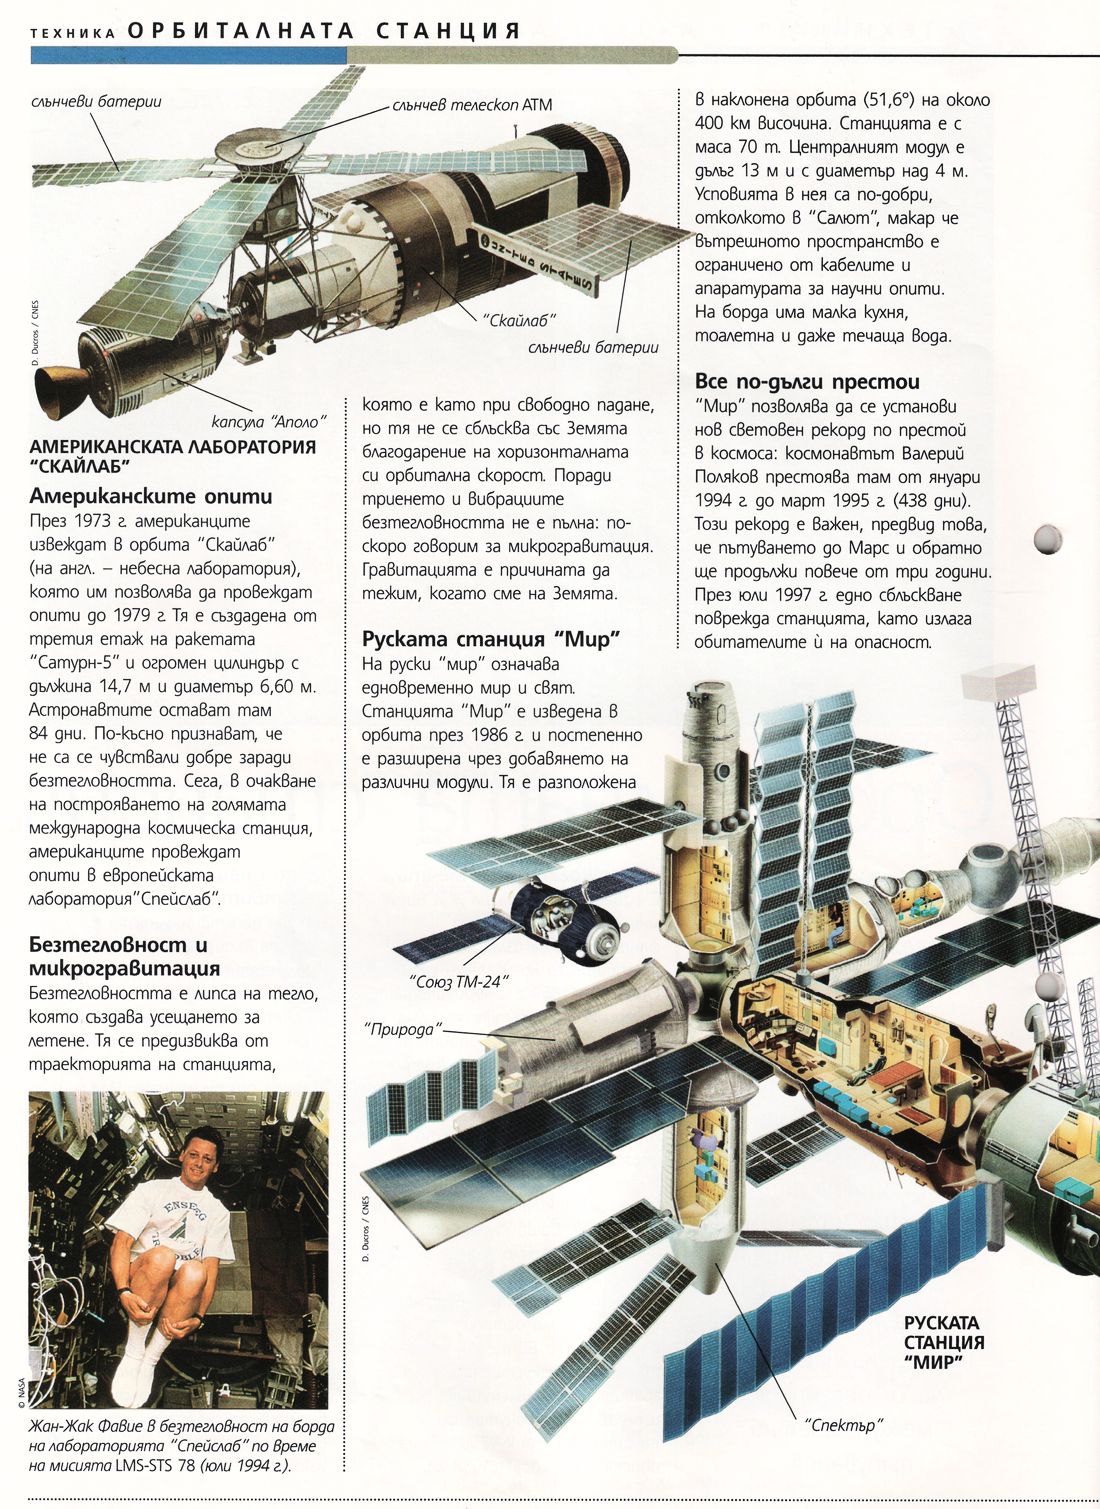 ТЕХНИКА ОРБИТАЛНАТА СТАНЦИЯ
слънчеви батерии
слънчев телескоп АТМ
UNITED STATES
"Скайлаб"
слънчеви батерии
капсула "Аполо"
D. Ducros / CNES
АМЕРИКАНСКАТА ЛАБОРАТОРИЯ
"СКАЙЛАБ"
Американските опити
През 1973 г. американците
извеждат в орбита "Скайлаб"
(на англ. – небесна лаборатория),
която им позволява да провеждат
опити до 1979 г. Тя е създадена от
третия етаж на ракетата
"Сатурн-5" и огромен цилиндър с
дължина 14,7 м и диаметър 6,60 м.
Астронавтите остават там
84 дни. По-късно признават, че
не са се чувствали добре заради
безтегловността. Сега, в очакване
на построяването на голямата
международна космическа станция,
американците провеждат
опити в европейската
лаборатория"Спейслаб".
Безтегловност и
микрогравитация
Безтегловността е липса на тегло,
която създава усещането за
летене. Тя се предизвиква от
траекторията на станцията,
ENSEEG
GRENOBLE
© NASA
Жан-Жак Фавие в безтегловност на борда
на лабораторията "Спейслаб" по време
на мисията LMS-STS 78 (юли 1994 г.).
която е като при свободно падане,
но тя не се сблъсква със Земята
благодарение на хоризонталната
си орбитална скорост. Поради
триенето и вибрациите
безтегловността не е пълна: по-
скоро говорим за микрогравитация.
Гравитацията е причината да
тежим, когато сме на Земята.
Руската станция "Мир"
На руски "мир" означава
едновременно мир и свят.
Станцията "Мир" е изведена в
орбита през 1986 г. и постепенно
е разширена чрез добавянето на
различни модули. Тя е разположена
в наклонена орбита (51,6°) на около
400 км височина. Станцията е с
маса 70 т. Централният модул е
дълъг 13 м и с диаметър над 4 м.
Успoвията в нея са по-добри,
отколкото в "Салют", макар че
вътрешното пространство е
ограничено от кабелите и
апаратурата за научни опити.
На борда има малка кухня,
тоалетна и даже течаща вода.
Все по-дълги престои
"Мир" позволява да се установи
нов световен рекорд по престой
в космоса: космонавтът Валерий
Поляков престоява там от януари
1994 г. до март 1995 г. (438 дни).
Този рекорд е важен, предвид това,
че пътуването до Марс и обратно
ще продължи повече от три години.
През юли 1997 г. едно сблъскване
поврежда станцията, като излага
обитателите ѝ на опасност.
"Союз ТМ-24"
"Природа"
D. Ducros / CNES
РУСКАТА
СТАНЦИЯ
"МИР"
"Спектър"